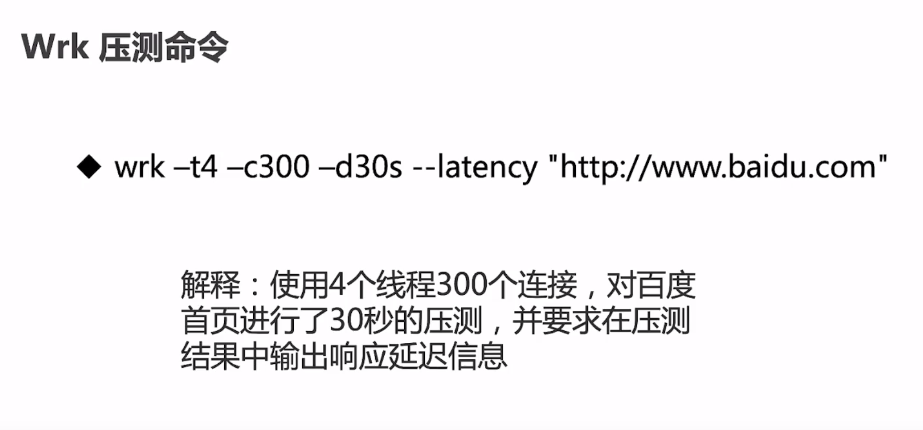 Wrk 压测命令
◆ wrk –t4 –c300 –d30s --latency "http://www.baidu.com"
解释：使用4个线程300个连接，对百度
首页进行了30秒的压测，并要求在压测
结果中输出响应延迟信息